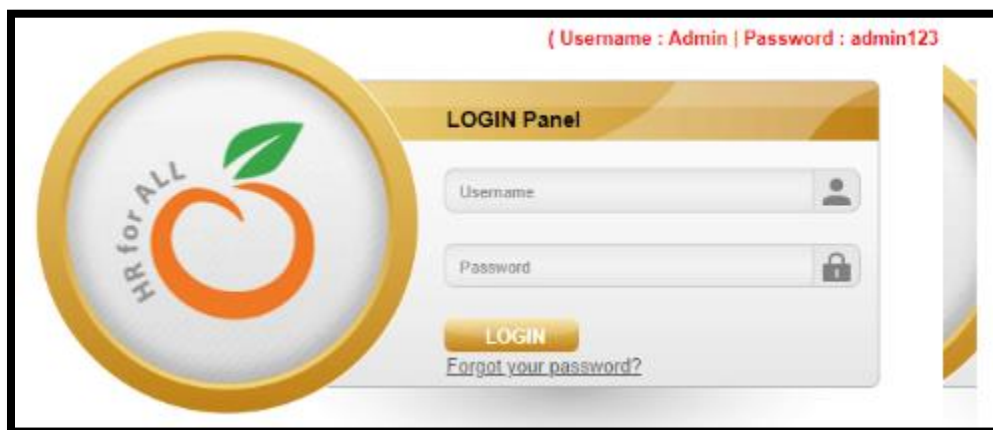 ( Username : Admin | Password : admin123
HR for ALL
LOGIN Panel
Username
Password
LOGIN
Forgot your password?